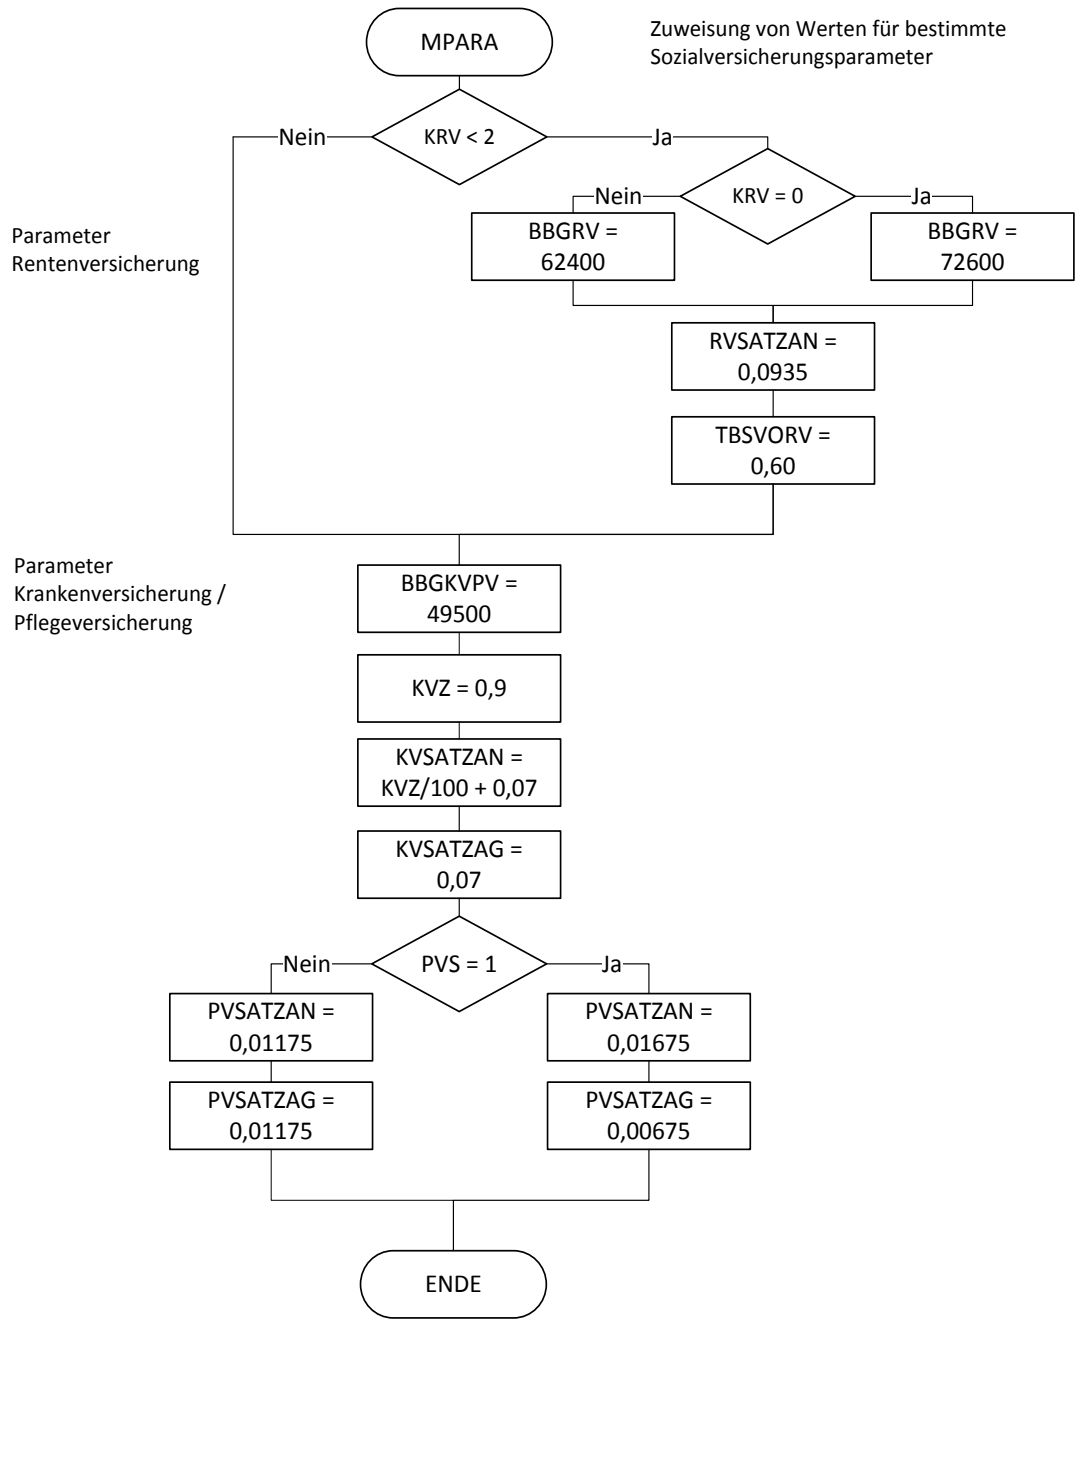 MPARA
Zuweisung von Werten für bestimmte
Sozialversicherungsparameter
Nein
KRV < 2
Ja
Nein
KRV = 0
Ja
Parameter
Rentenversicherung
BBGRV =
62400
BBGRV =
72600
RVSATZAN =
0,0935
TBSVORV =
0,60
Parameter
Krankenversicherung /
Pflegeversicherung
BBGKVPV =
49500
KVZ = 0,9
KVSATZAN =
KVZ/100 + 0,07
KVSATZAG =
0,07
Nein
PVS = 1
Ja
PVSATZAN =
0,01175
PVSATZAN =
0,01675
PVSATZAG =
0,01175
PVSATZAG =
0,00675
ENDE